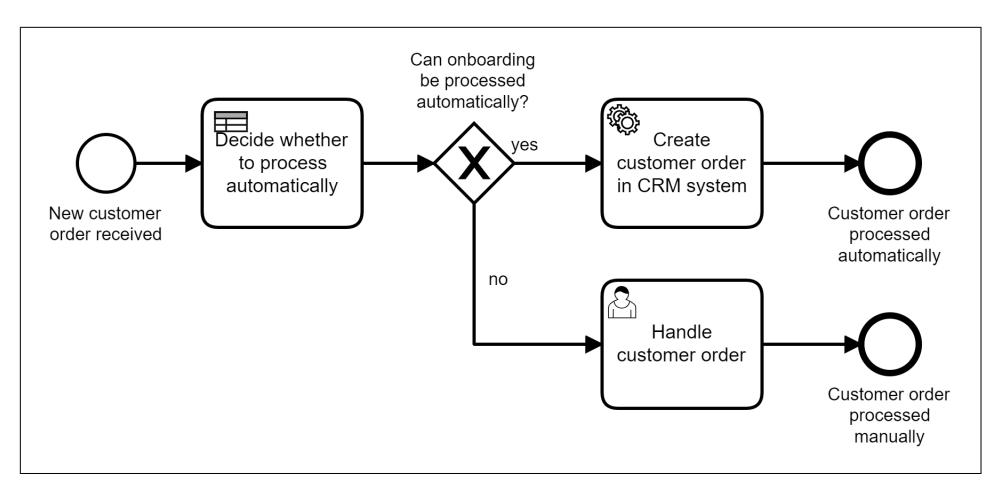 Can onboarding
be processed
automatically?
Decide whether
to process
automatically
yes
Create
customer order
in CRM system
New customer
order received
Customer order
processed
automatically
no
Handle
customer order
Customer order
processed
manually